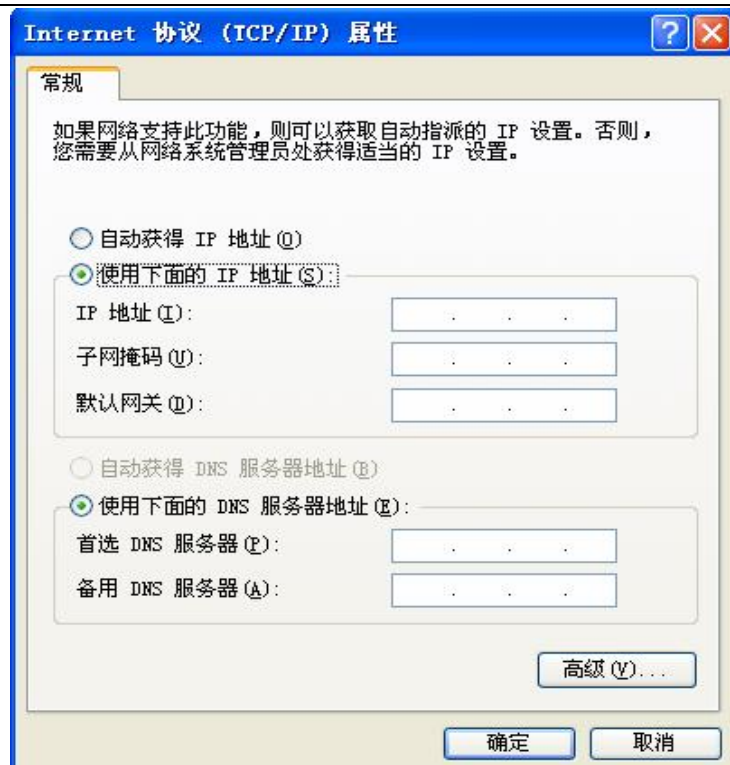 Internet 协议 (TCP/IP) 属性
常规
如果网络支持此功能，则可以获取自动指派的 IP 设置。否则，
您需要从网络系统管理员处获得适当的 IP 设置。
自动获得 IP 地址(O)
使用下面的 IP 地址(S):
IP 地址(I):
子网掩码(U):
默认网关(D):
自动获得 DNS 服务器地址(B)
使用下面的 DNS 服务器地址(E):
首选 DNS 服务器(P):
备用 DNS 服务器(A):
高级(V)...
确定
取消